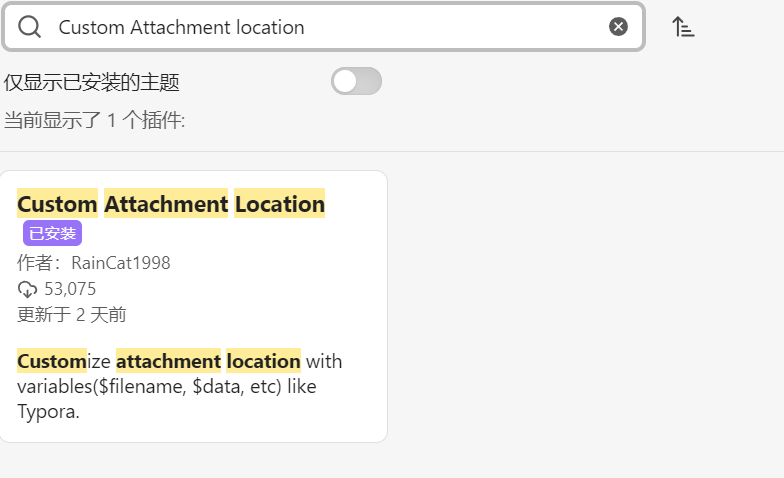 Custom Attachment location
仅显示已安装的主题
当前显示了 1 个插件:
Custom Attachment Location
已安装
作者：RainCat1998
53,075
更新于 2 天前
Customize attachment location with
variables($filename, $data, etc) like
Typora.